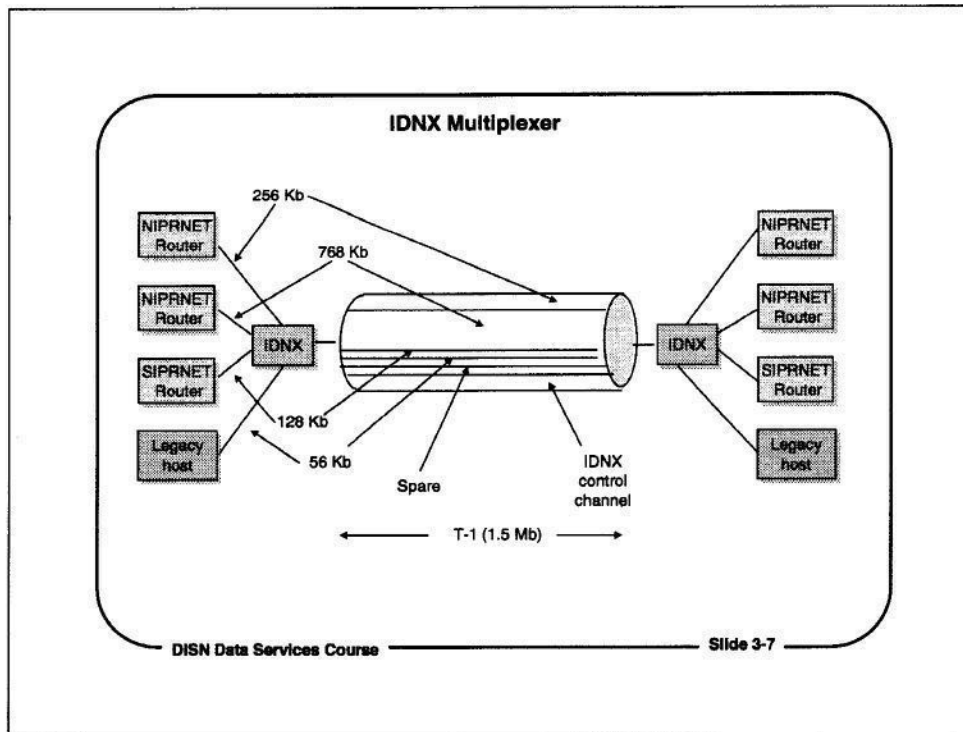 IDNX Multiplexer
256 Kb
NIPRNET
Router
768 Kb
NIPRNET
Router
IDNX
SIPRNET
Router
128 Kb
Legacy
host
56 Kb
Spare
IDNX
control
channel
T-1 (1.5 Mb)
NIPRNET
Router
NIPRNET
Router
IDNX
SIPRNET
Router
Legacy
host
DISN Data Services Course
Slide 3-7